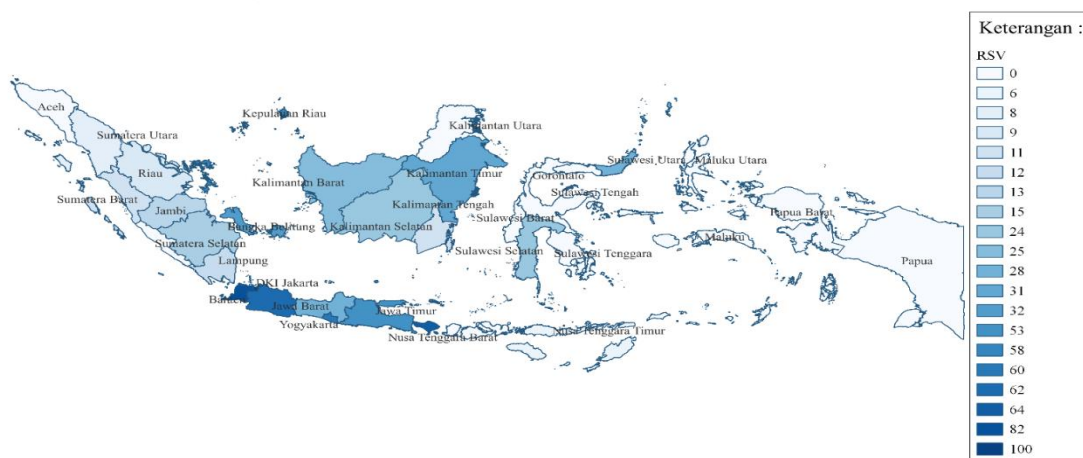 Keterangan :
RSV
0
6
8
9
11
12
13
15
24
25
28
31
32
53
58
60
62
64
82
100
Aceh
Sumatera Utara
Riau
Sumatera Barat
Jambi
Sumatera Selatan
Lampung
Kepulauan Riau
Bangka Belitung
DKI Jakarta
Jawa Barat
Yogyakarta
Jawa Timur
Kalimantan Barat
Kalimantan Utara
Kalimantan Timur
Kalimantan Tengah
Kalimantan Selatan
Sulawesi Utara
Gorontalo
Sulawesi Tengah
Sulawesi Barat
Sulawesi Selatan
Sulawesi Tenggara
Nusa Tenggara Barat
Nusa Tenggara Timur
Maluku Utara
Maluku
Papua Barat
Papua